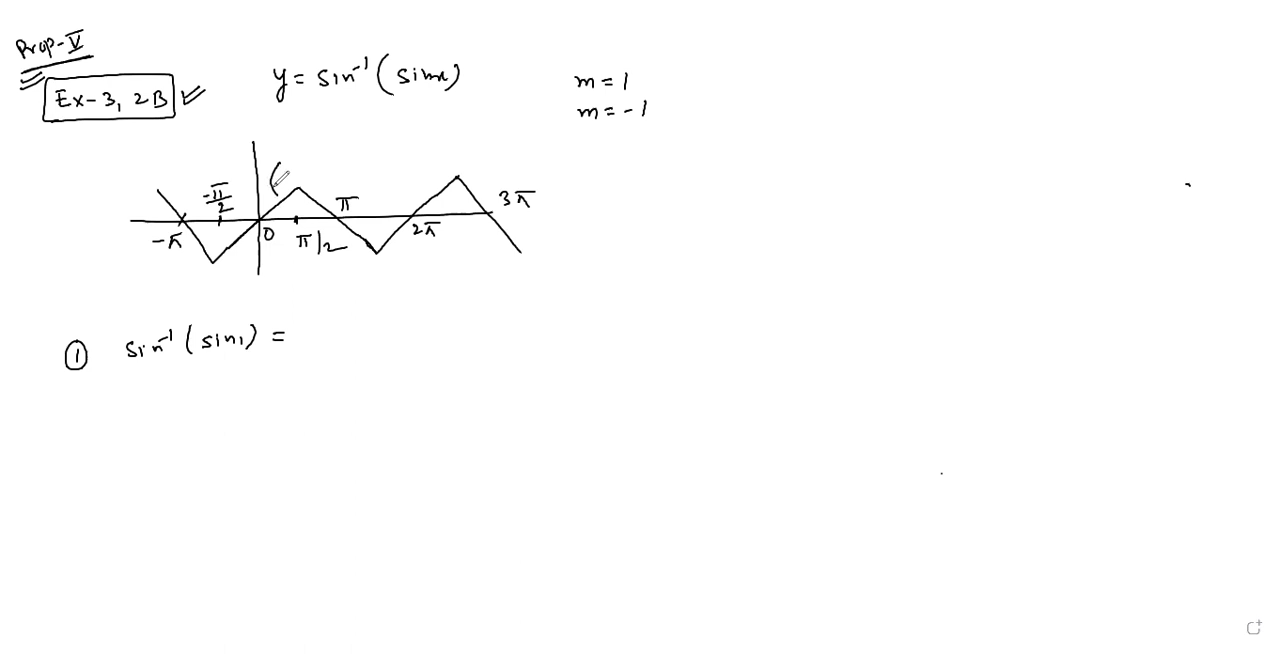 Prop-V
Ex-3, 2B
y = sin⁻¹(sinx)
m = 1
m = -1
-π/2
π
3π
-π
0
π/2
2π
① sin⁻¹(sin1) =